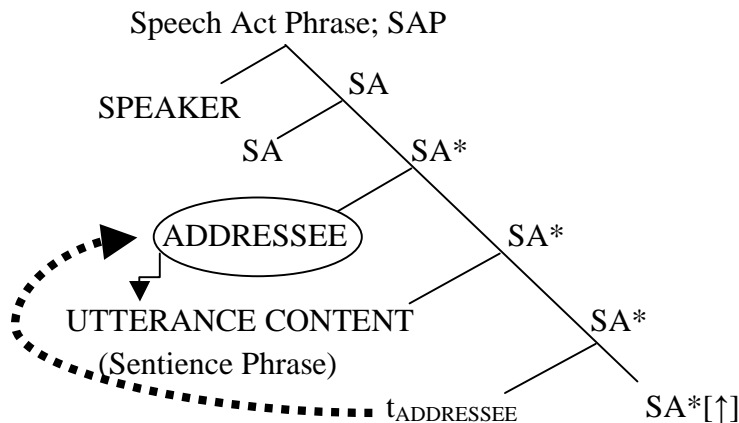 Speech Act Phrase; SAP
SA
SPEAKER
SA
SA*
ADDRESSEE
SA*
UTTERANCE CONTENT
SA*
(Sentience Phrase)
tADDRESSEE
SA*[↑]